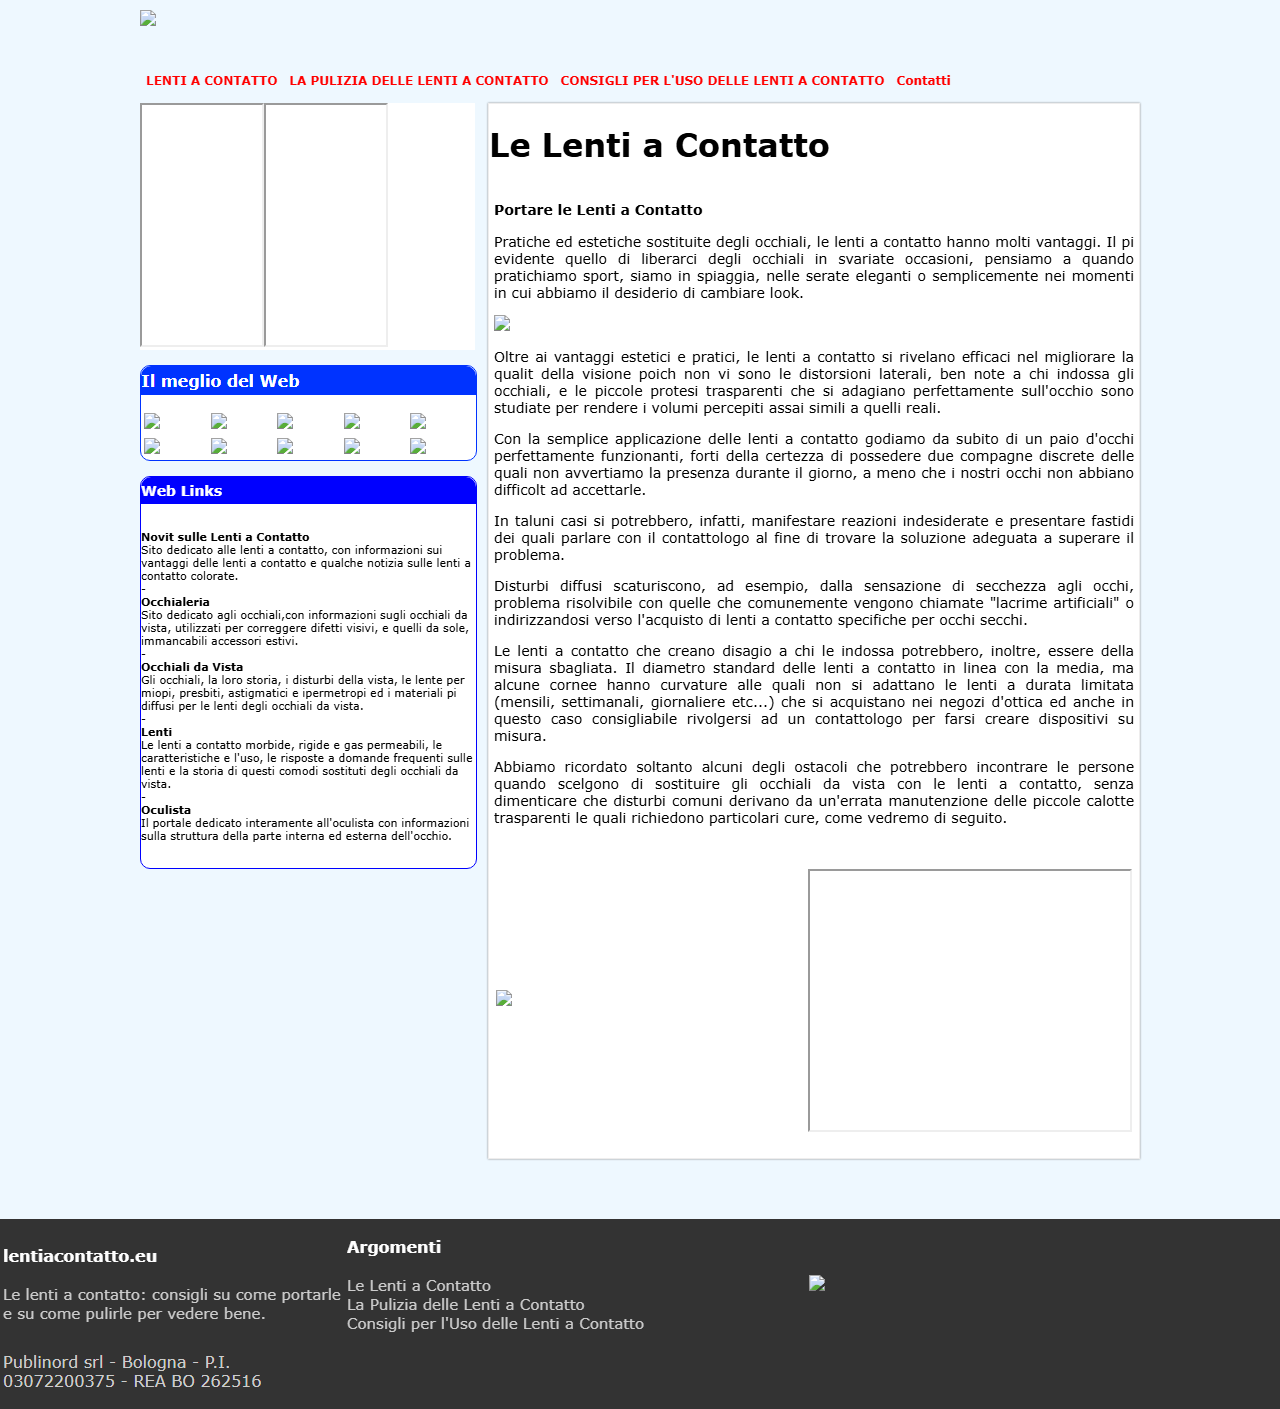 LENTI A CONTATTO LA PULIZIA DELLE LENTI A CONTATTO CONSIGLI PER L'USO DELLE LENTI A CONTATTO Contatti
Il meglio del Web
Web Links
Novit sulle Lenti a Contatto
Sito dedicato alle lenti a contatto, con informazioni sui
vantaggi delle lenti a contatto e qualche notizia sulle lenti a
contatto colorate.
-
Occhialeria
Sito dedicato agli occhiali,con informazioni sugli occhiali da
vista, utilizzati per correggere difetti visivi, e quelli da sole,
immancabili accessori estivi.
-
Occhiali da Vista
Gli occhiali, la loro storia, i disturbi della vista, le lente per
miopi, presbiti, astigmatici e ipermetropi ed i materiali pi
diffusi per le lenti degli occhiali da vista.
-
Lenti
Le lenti a contatto morbide, rigide e gas permeabili, le
caratteristiche e l'uso, le risposte a domande frequenti sulle
lenti e la storia di questi comodi sostituti degli occhiali da
vista.
-
Oculista
Il portale dedicato interamente all'oculista con informazioni
sulla struttura della parte interna ed esterna dell'occhio.
Le Lenti a Contatto
Portare le Lenti a Contatto
Pratiche ed estetiche sostituite degli occhiali, le lenti a contatto hanno molti vantaggi. Il pi
evidente quello di liberarci degli occhiali in svariate occasioni, pensiamo a quando
pratichiamo sport, siamo in spiaggia, nelle serate eleganti o semplicemente nei momenti
in cui abbiamo il desiderio di cambiare look.
Oltre ai vantaggi estetici e pratici, le lenti a contatto si rivelano efficaci nel migliorare la
qualit della visione poich non vi sono le distorsioni laterali, ben note a chi indossa gli
occhiali, e le piccole protesi trasparenti che si adagiano perfettamente sull'occhio sono
studiate per rendere i volumi percepiti assai simili a quelli reali.
Con la semplice applicazione delle lenti a contatto godiamo da subito di un paio d'occhi
perfettamente funzionanti, forti della certezza di possedere due compagne discrete delle
quali non avvertiamo la presenza durante il giorno, a meno che i nostri occhi non abbiano
difficolt ad accettarle.
In taluni casi si potrebbero, infatti, manifestare reazioni indesiderate e presentare fastidi
dei quali parlare con il contattologo al fine di trovare la soluzione adeguata a superare il
problema.
Disturbi diffusi scaturiscono, ad esempio, dalla sensazione di secchezza agli occhi,
problema risolvibile con quelle che comunemente vengono chiamate "lacrime artificiali" o
indirizzandosi verso l'acquisto di lenti a contatto specifiche per occhi secchi.
Le lenti a contatto che creano disagio a chi le indossa potrebbero, inoltre, essere della
misura sbagliata. Il diametro standard delle lenti a contatto in linea con la media, ma
alcune cornee hanno curvature alle quali non si adattano le lenti a durata limitata
(mensili, settimanali, giornaliere etc...) che si acquistano nei negozi d'ottica ed anche in
questo caso consigliabile rivolgersi ad un contattologo per farsi creare dispositivi su
misura.
Abbiamo ricordato soltanto alcuni degli ostacoli che potrebbero incontrare le persone
quando scelgono di sostituire gli occhiali da vista con le lenti a contatto, senza
dimenticare che disturbi comuni derivano da un'errata manutenzione delle piccole calotte
trasparenti le quali richiedono particolari cure, come vedremo di seguito.
lentiacontatto.eu
Le lenti a contatto: consigli su come portarle
e su come pulirle per vedere bene.
Publinord srl - Bologna - P.I.
03072200375 - REA BO 262516
Argomenti
Le Lenti a Contatto
La Pulizia delle Lenti a Contatto
Consigli per l'Uso delle Lenti a Contatto